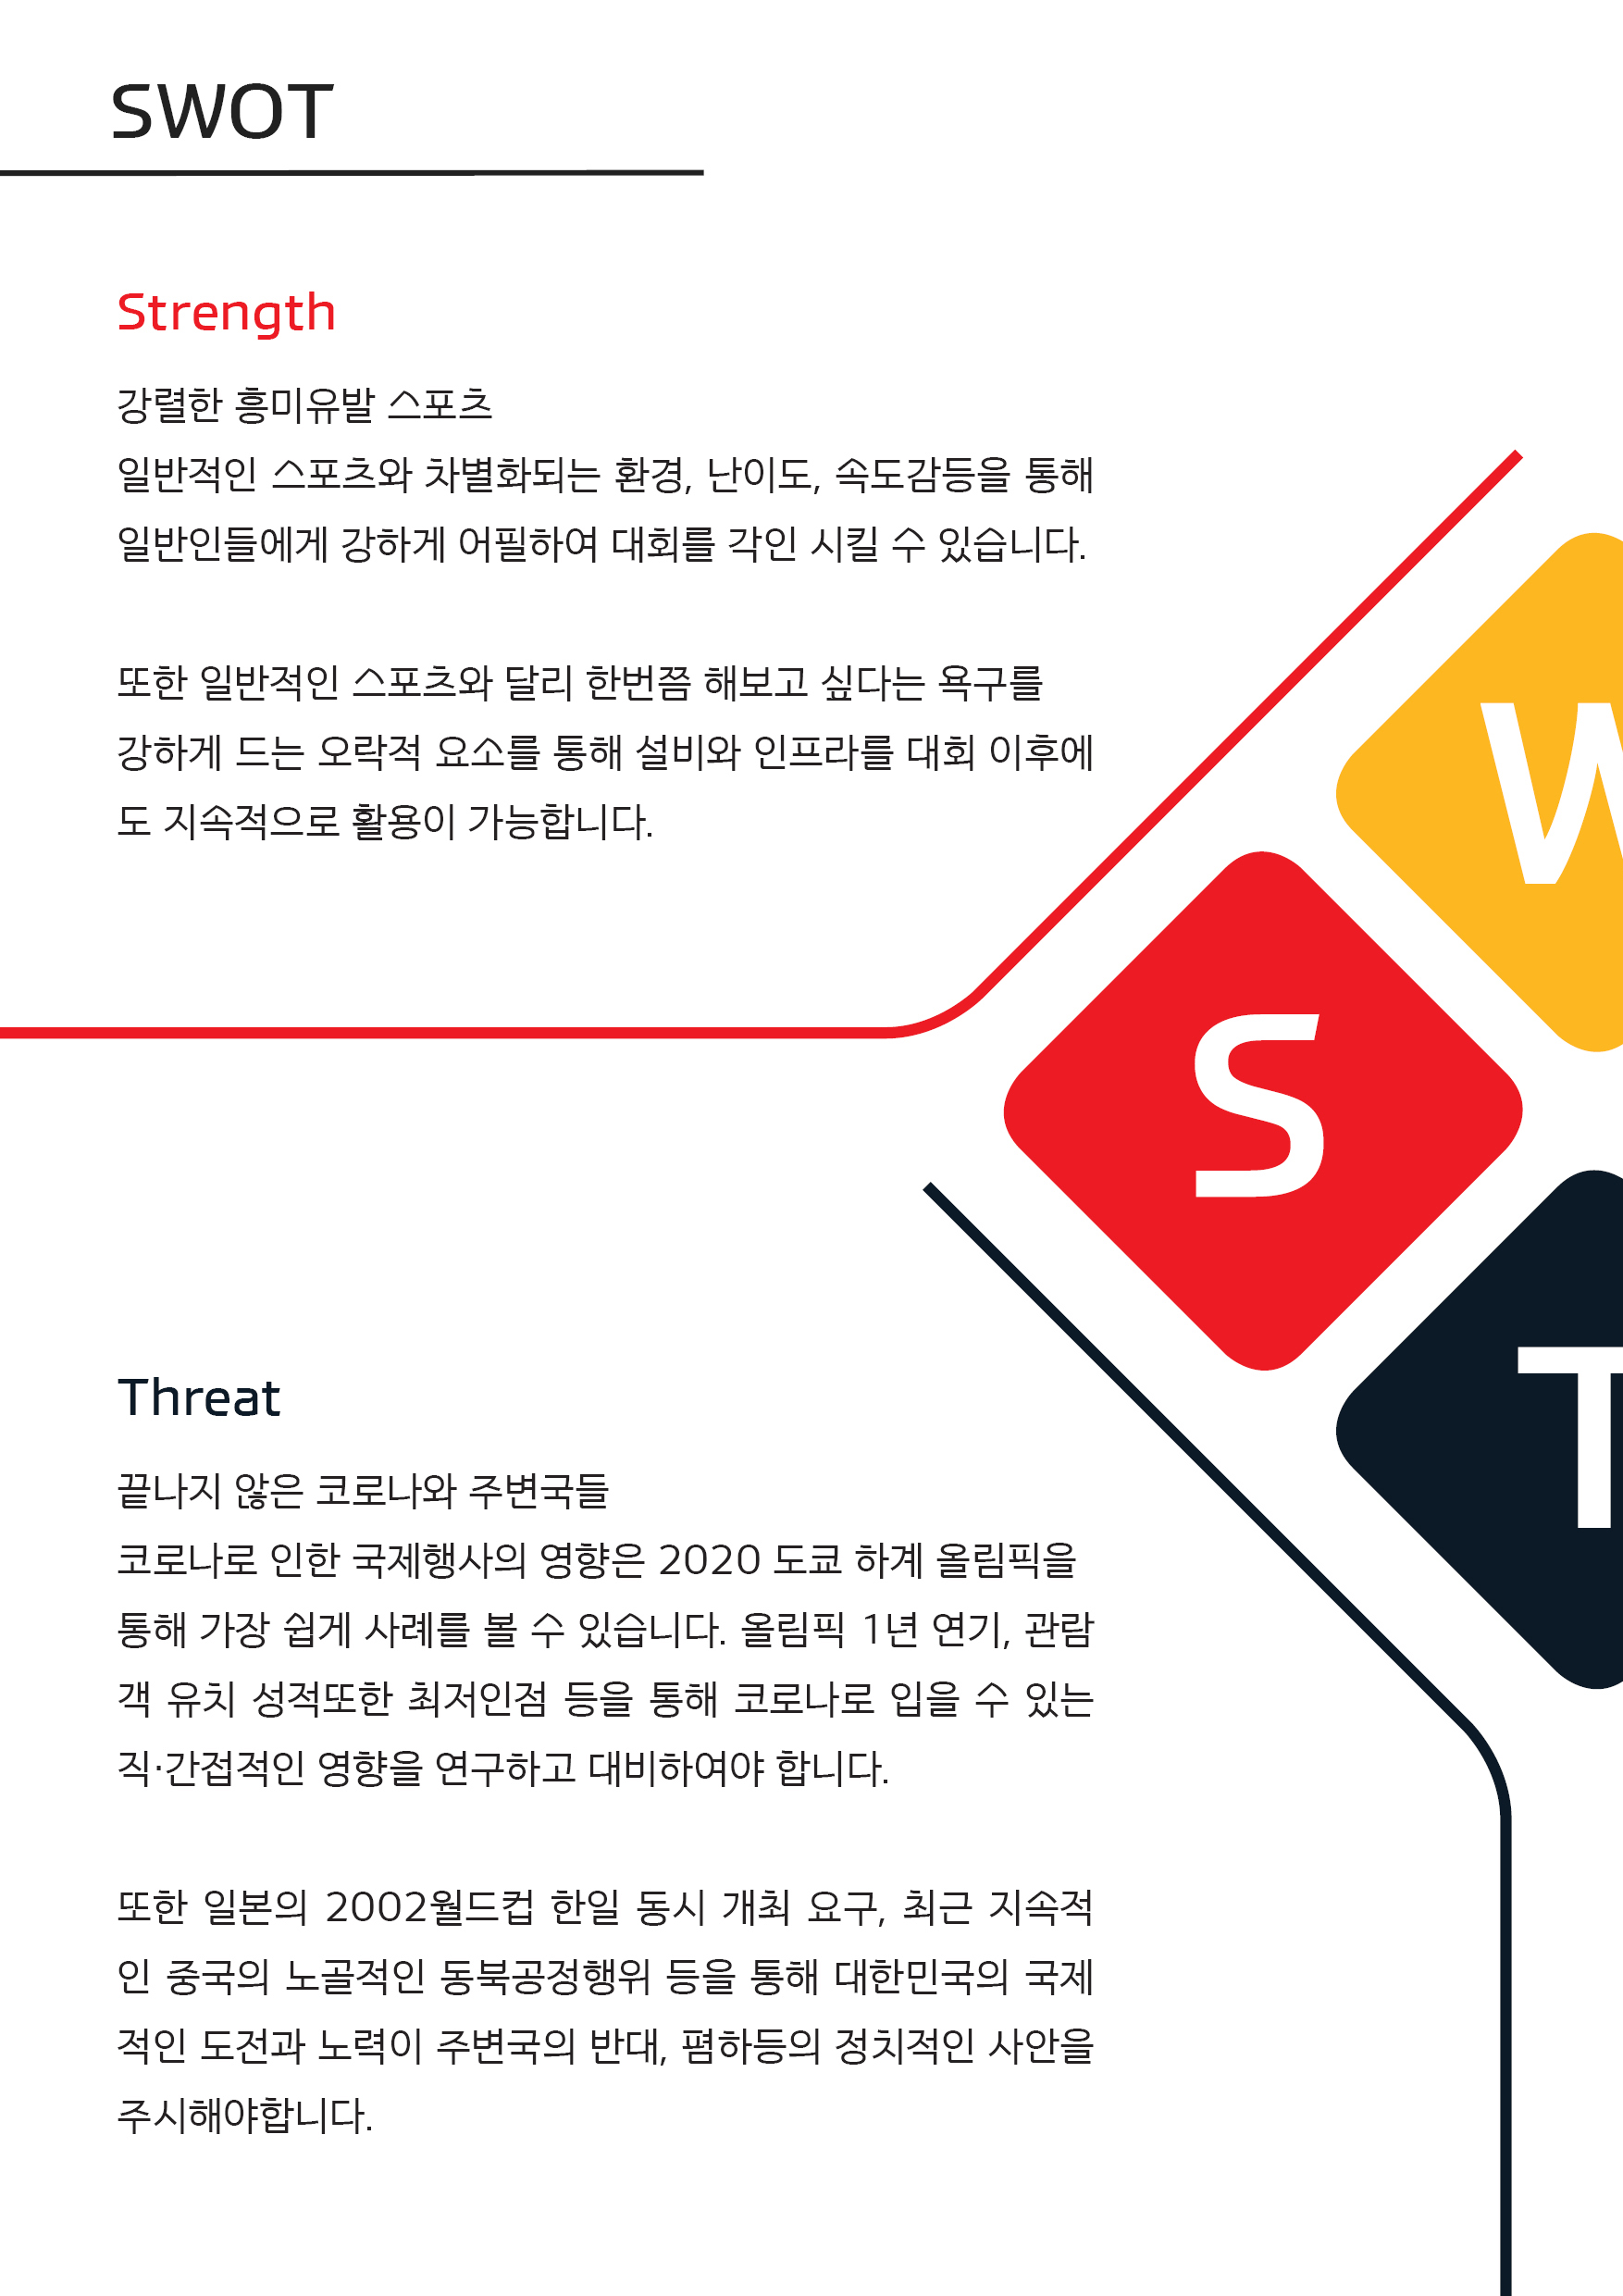 SWOT
Strength
강렬한 흥미유발 스포츠
일반적인 스포츠와 차별화되는 환경, 난이도, 속도감등을 통해
일반인들에게 강하게 어필하여 대회를 각인 시킬 수 있습니다.
또한 일반적인 스포츠와 달리 한번쯤 해보고 싶다는 욕구를
강하게 드는 오락적 요소를 통해 설비와 인프라를 대회 이후에
도 지속적으로 활용이 가능합니다.
W
S
T
Threat
끝나지 않은 코로나와 주변국들
코로나로 인한 국제행사의 영향은 2020 도쿄 하계 올림픽을
통해 가장 쉽게 사례를 볼 수 있습니다. 올림픽 1년 연기, 관람
객 유치 성적또한 최저인점 등을 통해 코로나로 입을 수 있는
직·간접적인 영향을 연구하고 대비하여야 합니다.
또한 일본의 2002월드컵 한일 동시 개최 요구, 최근 지속적
인 중국의 노골적인 동북공정행위 등을 통해 대한민국의 국제
적인 도전과 노력이 주변국의 반대, 폄하등의 정치적인 사안을
주시해야합니다.